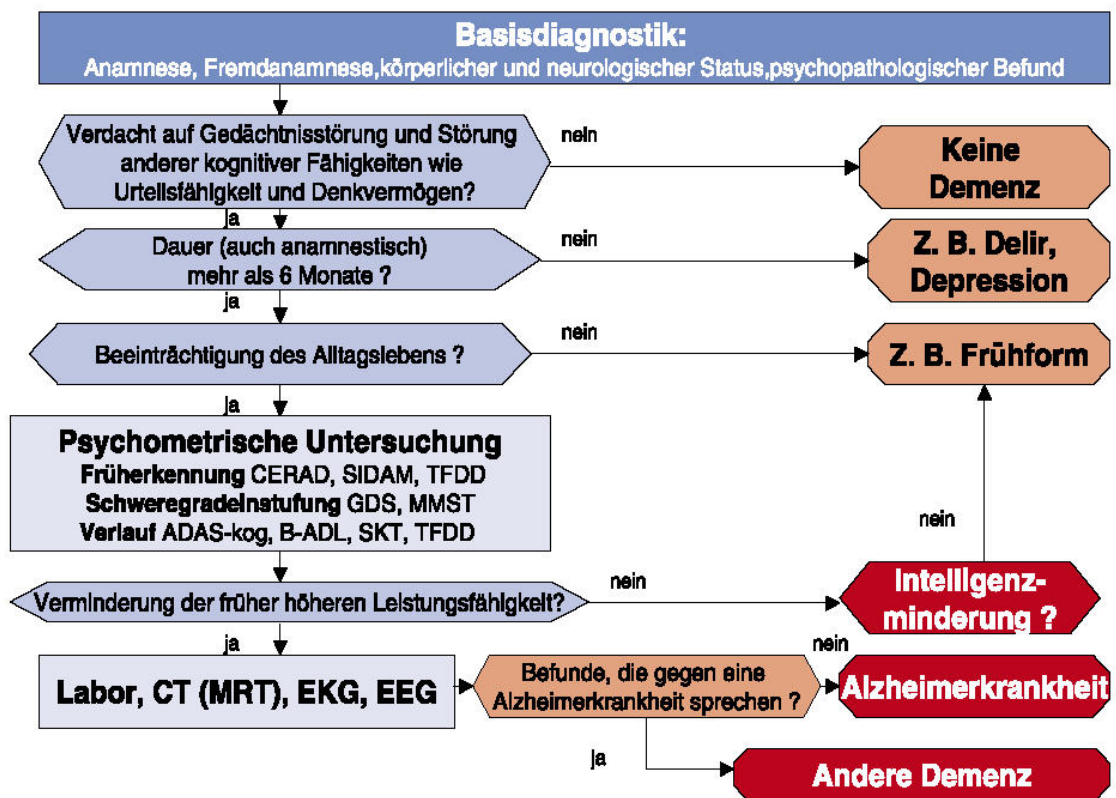 Basisdiagnostik:
Anamnese, Fremdanamnese,körperlicher und neurologischer Status,psychopathologischer Befund
Verdacht auf Gedächtnisstörung und Störung
anderer kognitiver Fähigkeiten wie
Urteilsfähigkeit und Denkvermögen?
nein
Keine
Demenz
ja
Dauer (auch anamnestisch)
mehr als 6 Monate ?
nein
Z. B. Delir,
Depression
ja
Beeinträchtigung des Alltagslebens ?
nein
Z. B. Frühform
ja
Psychometrische Untersuchung
Früherkennung CERAD, SIDAM, TFDD
Schweregradeinstufung GDS, MMST
Verlauf ADAS-kog, B-ADL, SKT, TFDD
nein
Verminderung der früher höheren Leistungsfähigkeit?
nein
Intelligenz-
minderung ?
ja
Labor, CT (MRT), EKG, EEG
Befunde, die gegen eine
Alzheimerkrankheit sprechen ?
nein
Alzheimerkrankheit
ja
Andere Demenz